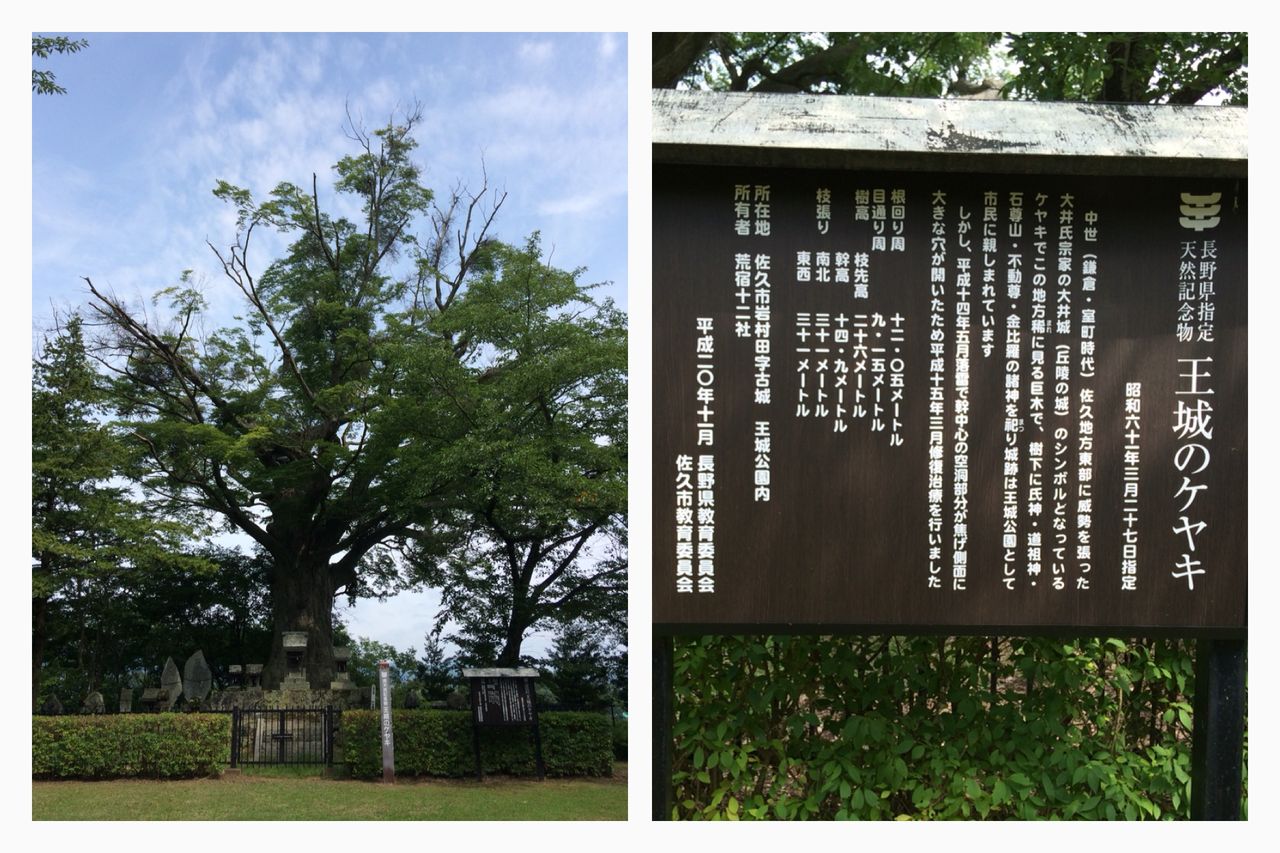 長野県指定
天然記念物
王城のケヤキ
昭和六十年三月二十七日指定
中世（鎌倉・室町時代）佐久地方東部に威勢を張った
大井氏宗家の大井城（丘陵の城）のシンボルどなっている
ケヤキでこの地方稀に見る巨木で、樹下に氏神・道祖神・
石尊山・不動尊・金比羅の諸神を祀り城跡は王城公園として
市民に親しまれています
しかし、平成十四年五月落雷で幹中心の空洞部分が焦げ側面に
大きな穴が開いたため平成十五年三月修復治療を行いました
根回り周 十二・〇五メートル
目通り周 九・一五メートル
樹高 枝先高 二十六メートル
幹高 十四・九メートル
枝張り 南北 三十一メートル
東西 三十一メートル
所在地 佐久市岩村田字古城 王城公園内
所有者 荒宿十二社
平成二〇年十一月 長野県教育委員会
佐久市教育委員会